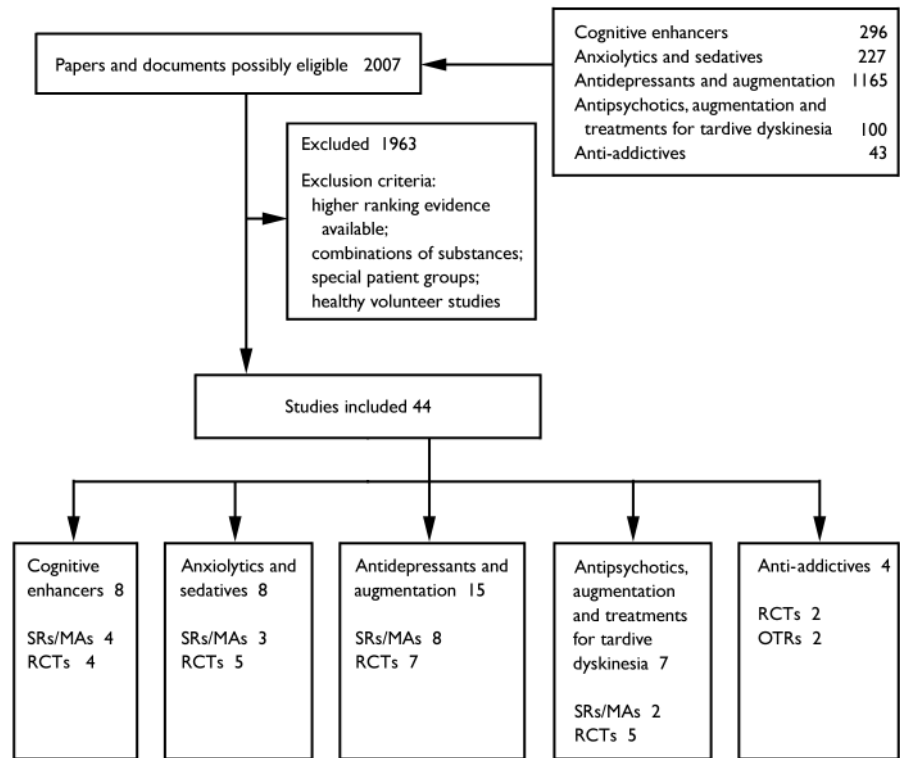 Papers and documents possibly eligible 2007
Cognitive enhancers 296
Anxiolytics and sedatives 227
Antidepressants and augmentation 1165
Antipsychotics, augmentation and
treatments for tardive dyskinesia 100
Anti-addictives 43
Excluded 1963
Exclusion criteria:
higher ranking evidence
available;
combinations of substances;
special patient groups;
healthy volunteer studies
Studies included 44
Cognitive
enhancers 8
SRs/MAs 4
RCTs 4
Anxiolytics and
sedatives 8
SRs/MAs 3
RCTs 5
Antidepressants and
augmentation 15
SRs/MAs 8
RCTs 7
Antipsychotics,
augmentation
and treatments
for tardive
dyskinesia 7
SRs/MAs 2
RCTs 5
Anti-addictives 4
RCTs 2
OTRs 2